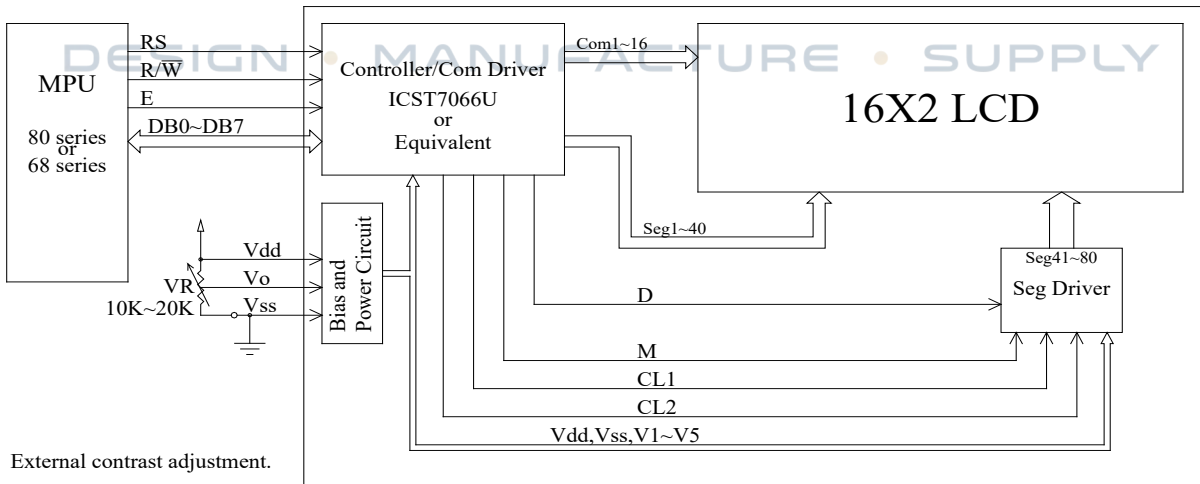 DESIGN • MANUFACTURE • SUPPLY
MPU
80 series
or
68 series
RS
R/W̅
E
DB0~DB7
Controller/Com Driver
ICST7066U
or
Equivalent
Com1~16
16X2 LCD
Seg1~40
Seg41~80
Seg Driver
Vdd
Vo
Vss
VR
10K~20K
Bias and
Power Circuit
D
M
CL1
CL2
Vdd,Vss,V1~V5
External contrast adjustment.